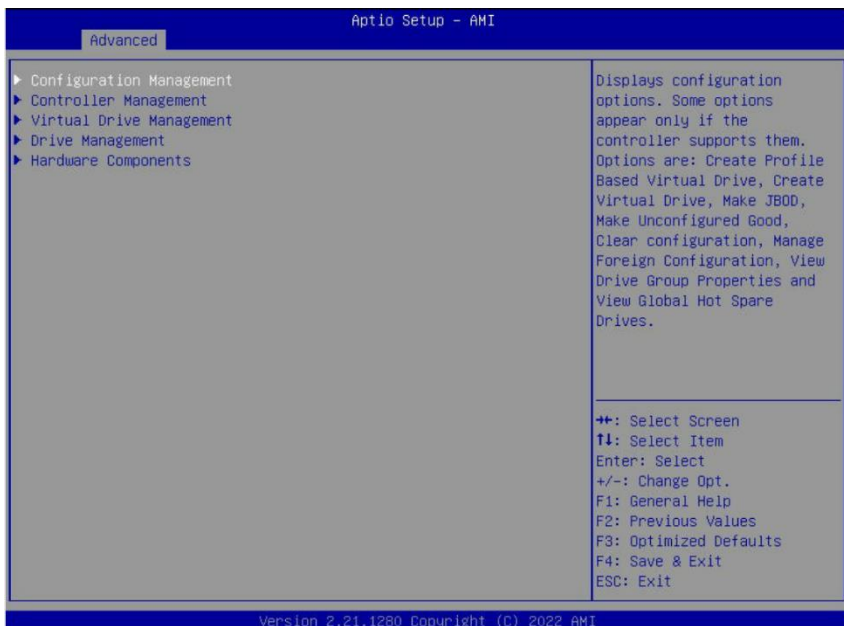 Aptio Setup – AMI
Advanced
▶ Configuration Management
▶ Controller Management
▶ Virtual Drive Management
▶ Drive Management
▶ Hardware Components
Displays configuration
options. Some options
appear only if the
controller supports them.
Options are: Create Profile
Based Virtual Drive, Create
Virtual Drive, Make JBOD,
Make Unconfigured Good,
Clear configuration, Manage
Foreign Configuration, View
Drive Group Properties and
View Global Hot Spare
Drives.
→←: Select Screen
↑↓: Select Item
Enter: Select
+/-: Change Opt.
F1: General Help
F2: Previous Values
F3: Optimized Defaults
F4: Save & Exit
ESC: Exit
Version 2.21.1280 Copyright (C) 2022 AMI